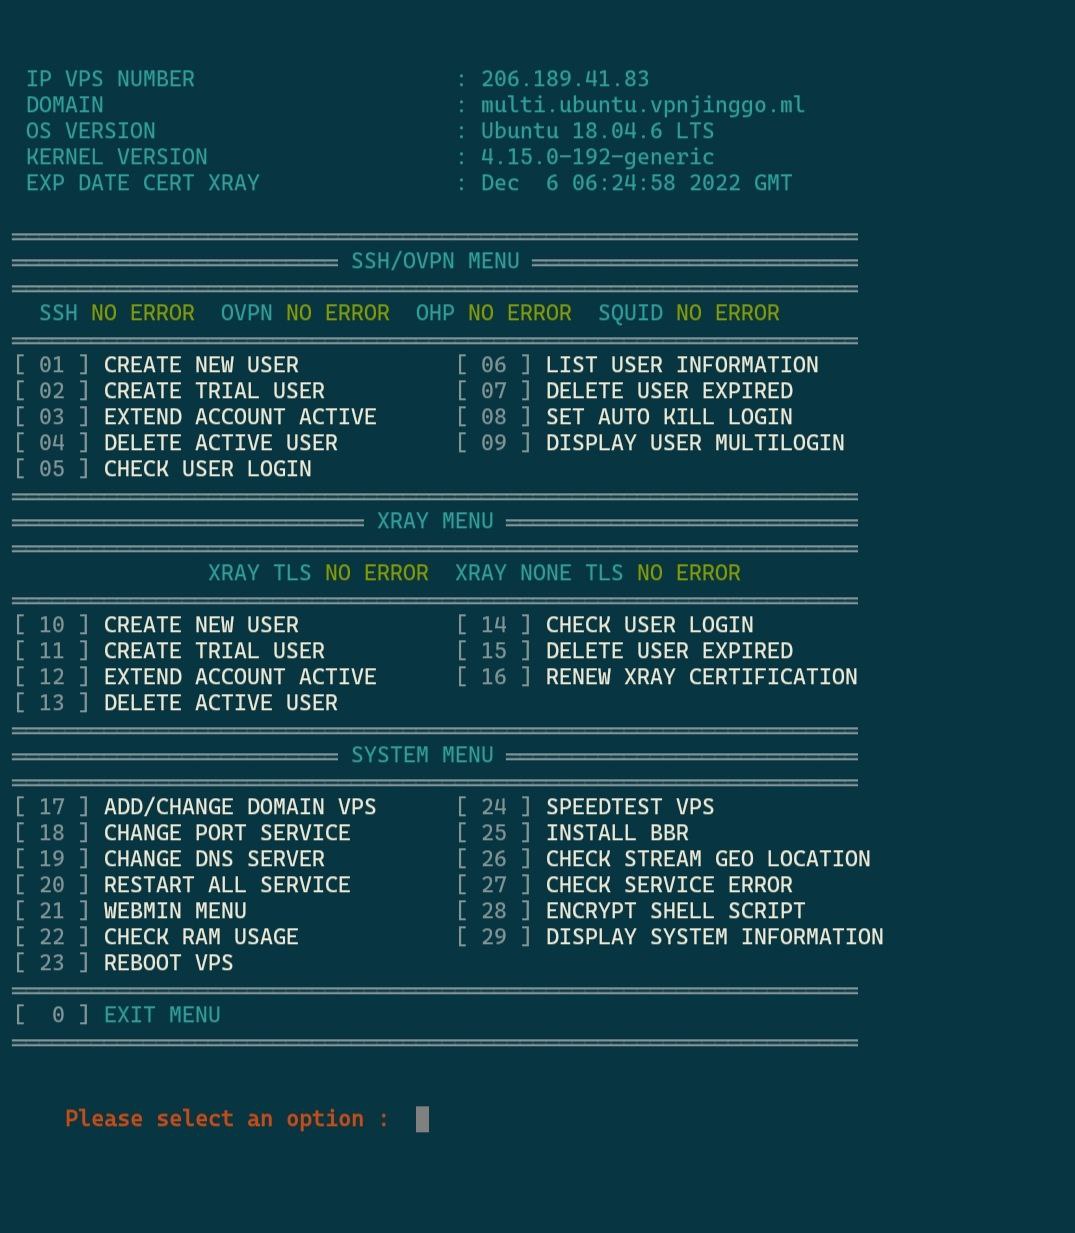 IP VPS NUMBER : 206.189.41.83
DOMAIN : multi.ubuntu.vpnjinggo.ml
OS VERSION : Ubuntu 18.04.6 LTS
KERNEL VERSION : 4.15.0-192-generic
EXP DATE CERT XRAY : Dec  6 06:24:58 2022 GMT
SSH/OVPN MENU
SSH NO ERROR  OVPN NO ERROR  OHP NO ERROR  SQUID NO ERROR
[ 01 ] CREATE NEW USER [ 06 ] LIST USER INFORMATION
[ 02 ] CREATE TRIAL USER [ 07 ] DELETE USER EXPIRED
[ 03 ] EXTEND ACCOUNT ACTIVE [ 08 ] SET AUTO KILL LOGIN
[ 04 ] DELETE ACTIVE USER [ 09 ] DISPLAY USER MULTILOGIN
[ 05 ] CHECK USER LOGIN
XRAY MENU
XRAY TLS NO ERROR  XRAY NONE TLS NO ERROR
[ 10 ] CREATE NEW USER [ 14 ] CHECK USER LOGIN
[ 11 ] CREATE TRIAL USER [ 15 ] DELETE USER EXPIRED
[ 12 ] EXTEND ACCOUNT ACTIVE [ 16 ] RENEW XRAY CERTIFICATION
[ 13 ] DELETE ACTIVE USER
SYSTEM MENU
[ 17 ] ADD/CHANGE DOMAIN VPS [ 24 ] SPEEDTEST VPS
[ 18 ] CHANGE PORT SERVICE [ 25 ] INSTALL BBR
[ 19 ] CHANGE DNS SERVER [ 26 ] CHECK STREAM GEO LOCATION
[ 20 ] RESTART ALL SERVICE [ 27 ] CHECK SERVICE ERROR
[ 21 ] WEBMIN MENU [ 28 ] ENCRYPT SHELL SCRIPT
[ 22 ] CHECK RAM USAGE [ 29 ] DISPLAY SYSTEM INFORMATION
[ 23 ] REBOOT VPS
[  0 ] EXIT MENU
Please select an option :